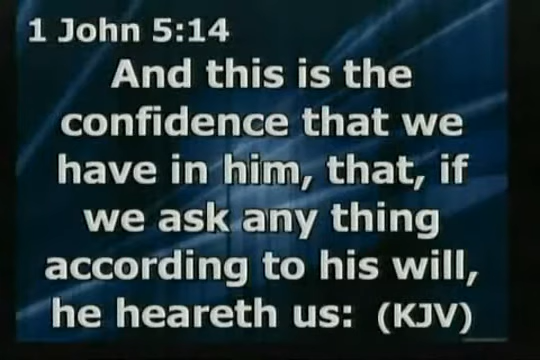 1 John 5:14
And this is the
confidence that we
have in him, that, if
we ask any thing
according to his will,
he heareth us: (KJV)